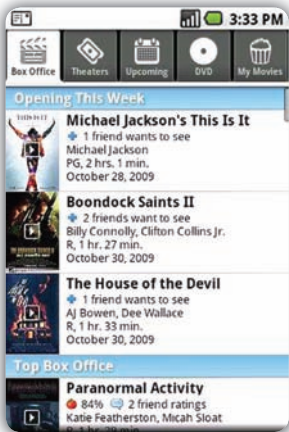 3:33 PM
Box Office
Theaters
Upcoming
DVD
My Movies
Opening This Week
THIS IS IT
Michael Jackson's This Is It
1 friend wants to see
Michael Jackson
PG, 2 hrs. 1 min.
October 28, 2009
Boondock Saints II
2 friends want to see
Billy Connolly, Clifton Collins Jr.
R, 1 hr. 27 min.
October 30, 2009
The House of the Devil
1 friend wants to see
AJ Bowen, Dee Wallace
R, 1 hr. 33 min.
October 30, 2009
Top Box Office
Paranormal Activity
84% 2 friend ratings
Katie Featherston, Micah Sloat